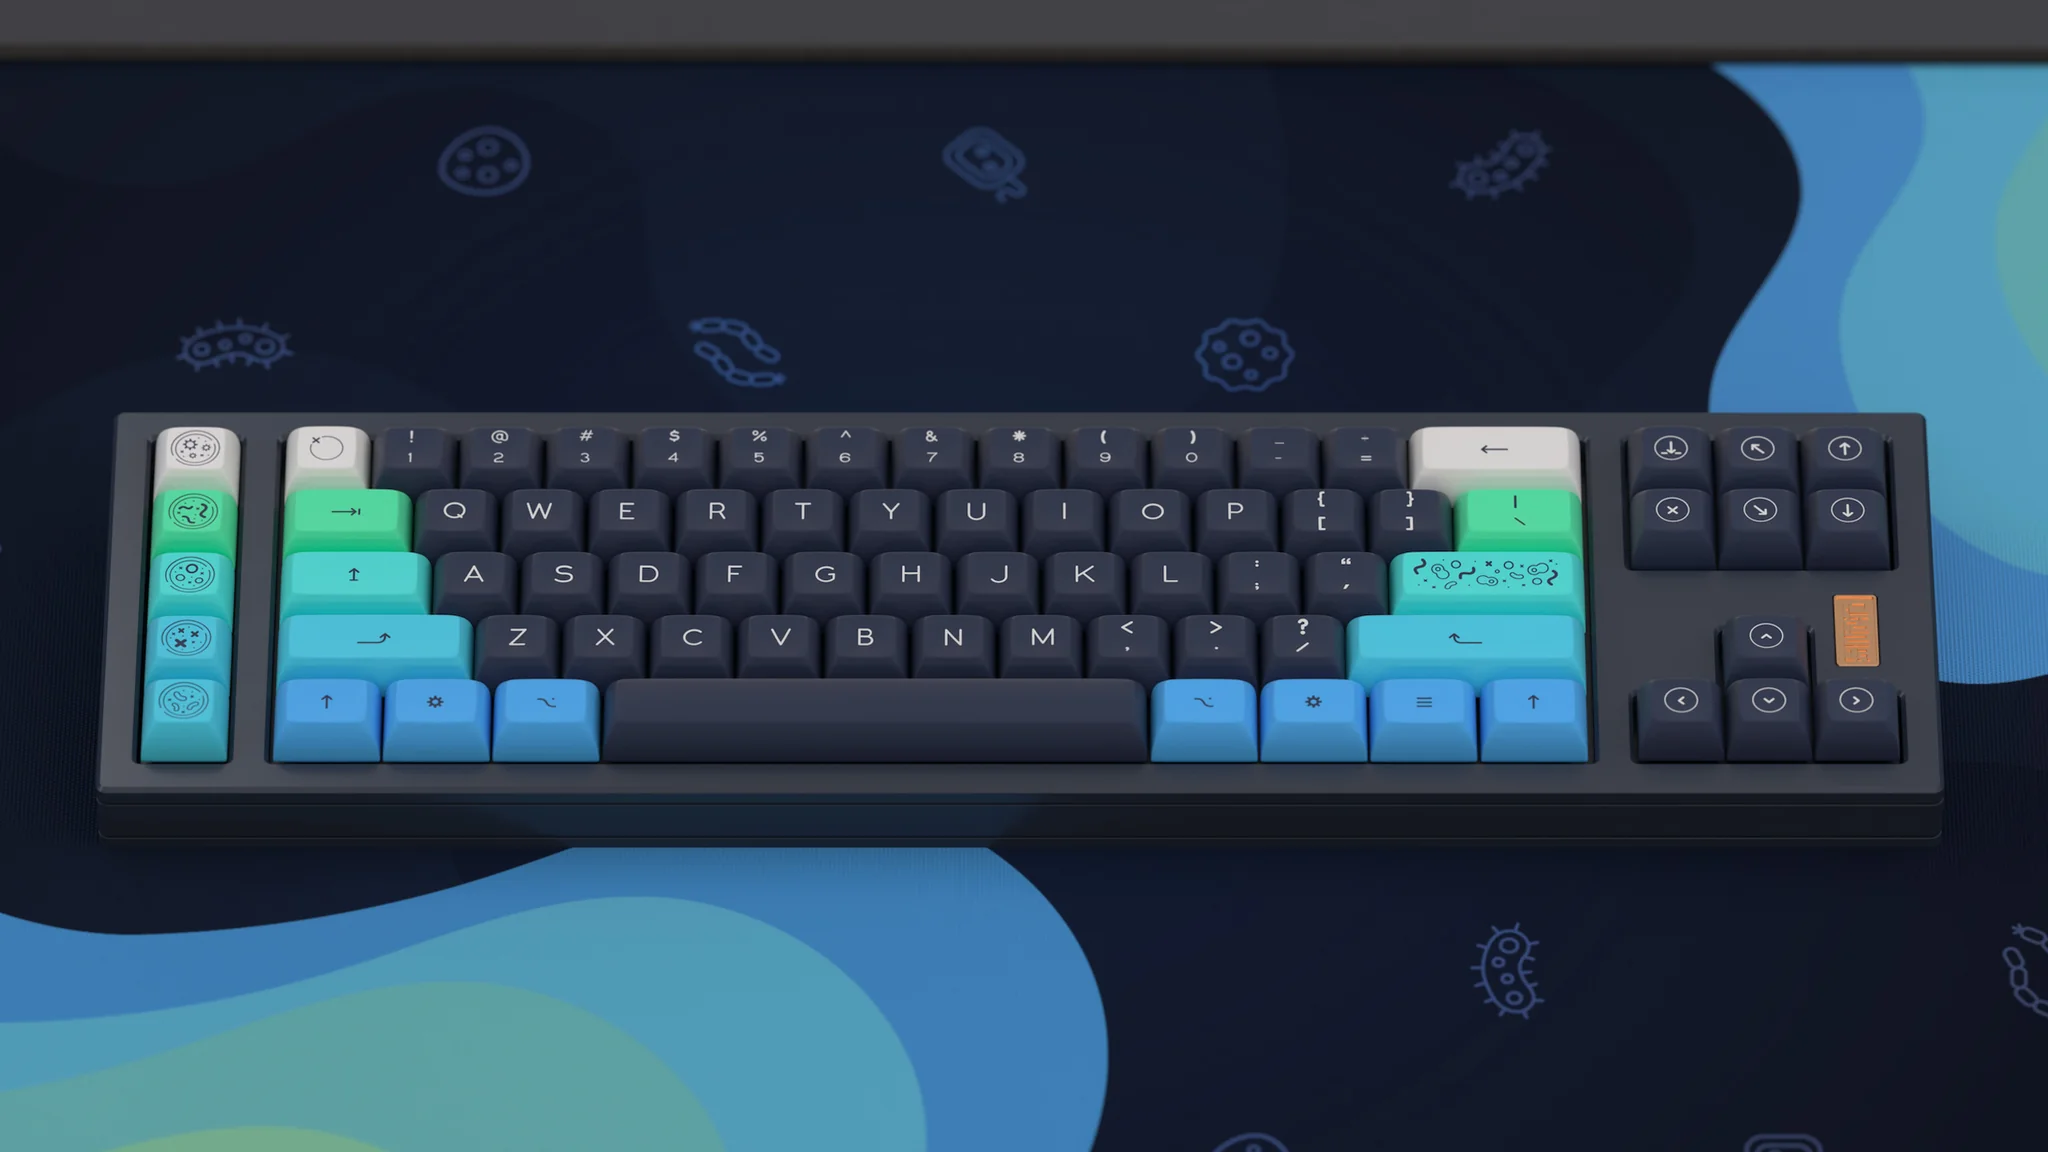 ! @ # $ % ^ & * ( ) _ ÷
1 2 3 4 5 6 7 8 9 0 - =
Q W E R T Y U I O P { } |
[ ] \
A S D F G H J K L : “
; ,
Z X C V B N M < > ?
, . /